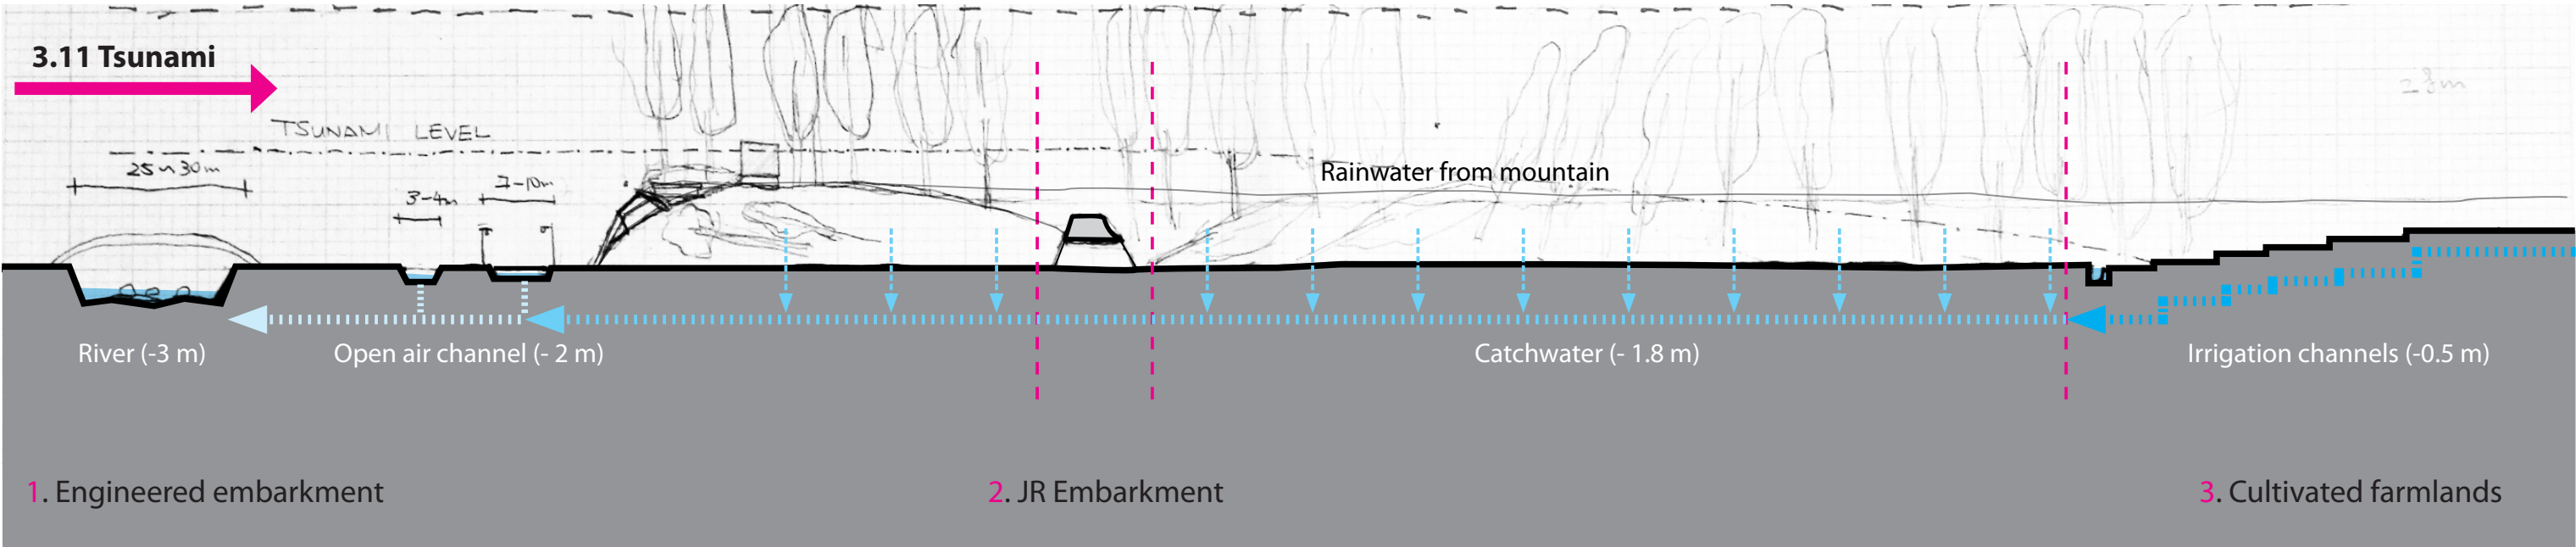 3.11 Tsunami
TSUNAMI LEVEL
25~30m
3-4m
7-10m
28m
Rainwater from mountain
River (-3 m)
Open air channel (- 2 m)
Catchwater (- 1.8 m)
Irrigation channels (-0.5 m)
1. Engineered embarkment
2. JR Embarkment
3. Cultivated farmlands